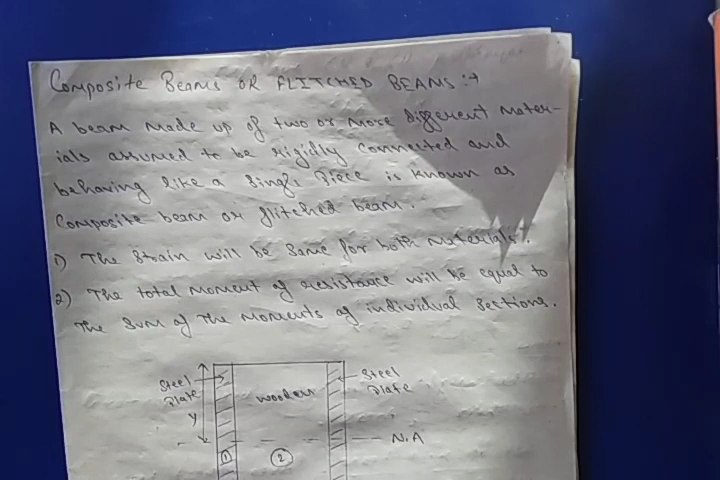 Composite Beams OR FLITCHED BEAMS :→
A beam made up of two or more different mater-
ials assumed to be rigidly connected and
behaving like a single piece is known as
Composite beam or flitched beam.
1) The strain will be same for both materials.
2) The total moment of resistance will be equal to
The sum of the moments of individual sections.
Steel
Plate
y
wooden
Steel
Plate
N.A
①
②